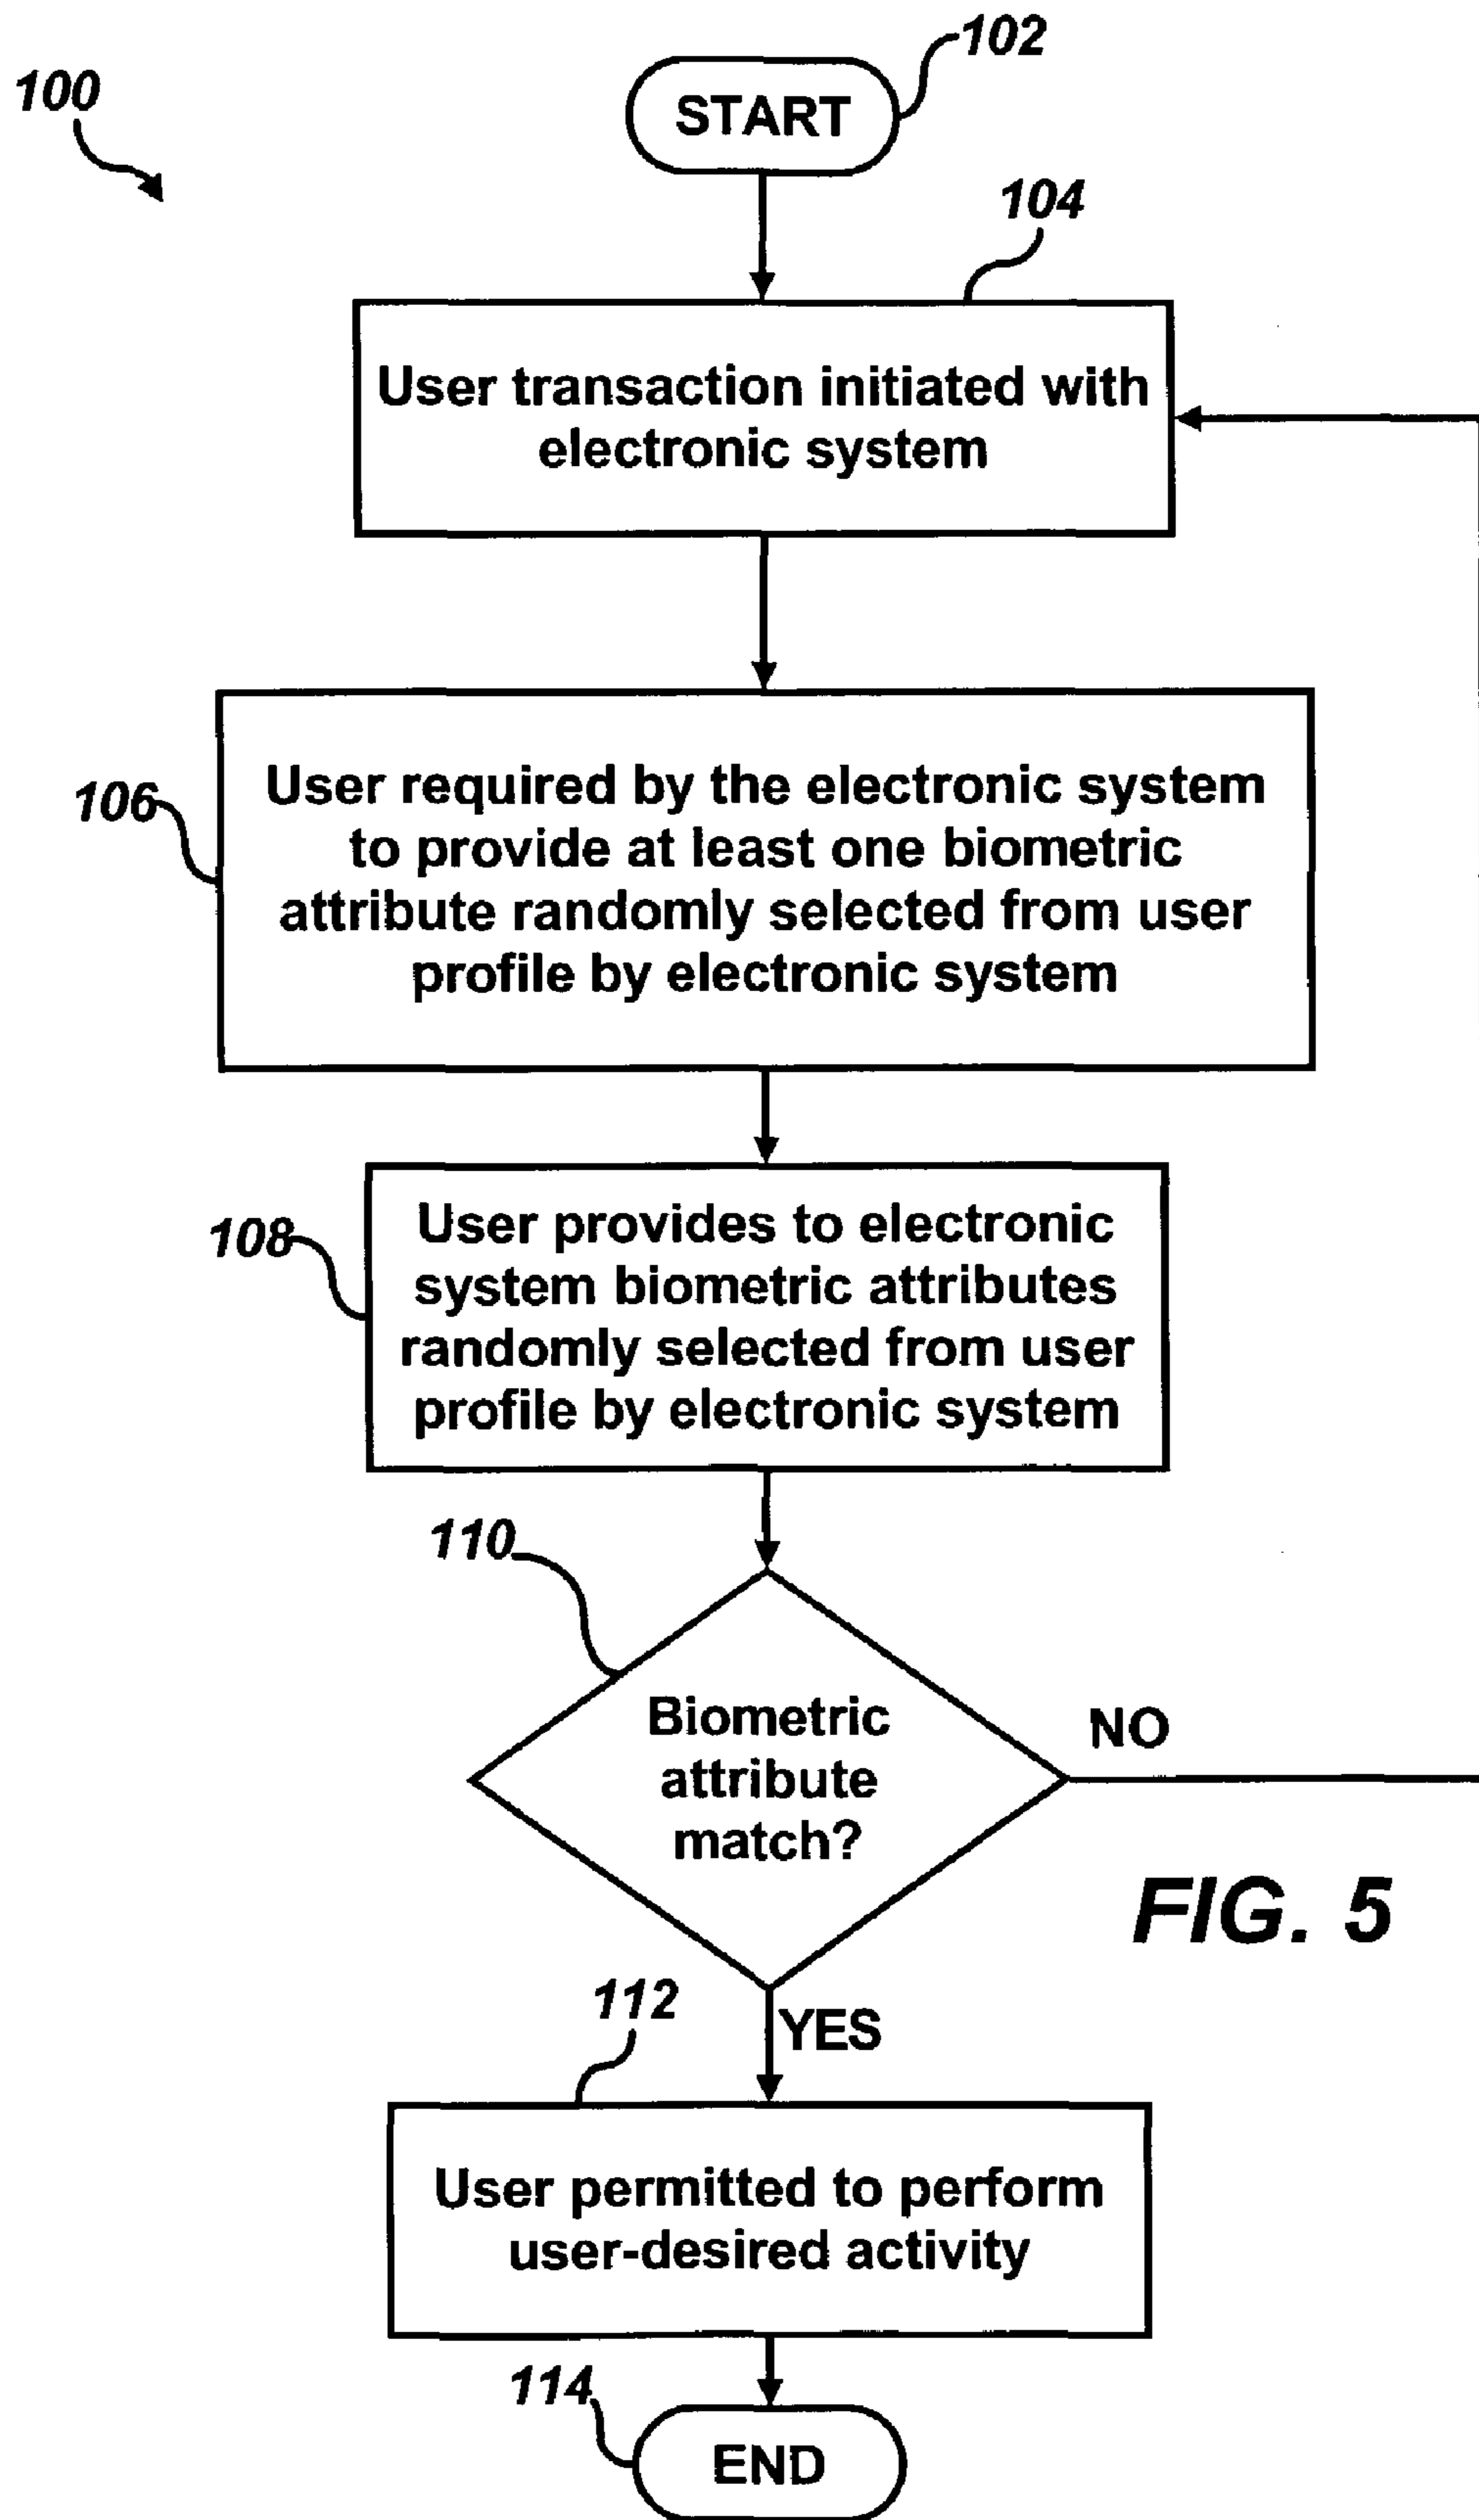 102
100
START
104
User transaction initiated with
electronic system
106
User required by the electronic system
to provide at least one biometric
attribute randomly selected from user
profile by electronic system
108
User provides to electronic
system biometric attributes
randomly selected from user
profile by electronic system
110
Biometric
attribute
match?
NO
FIG. 5
112
YES
User permitted to perform
user-desired activity
114
END